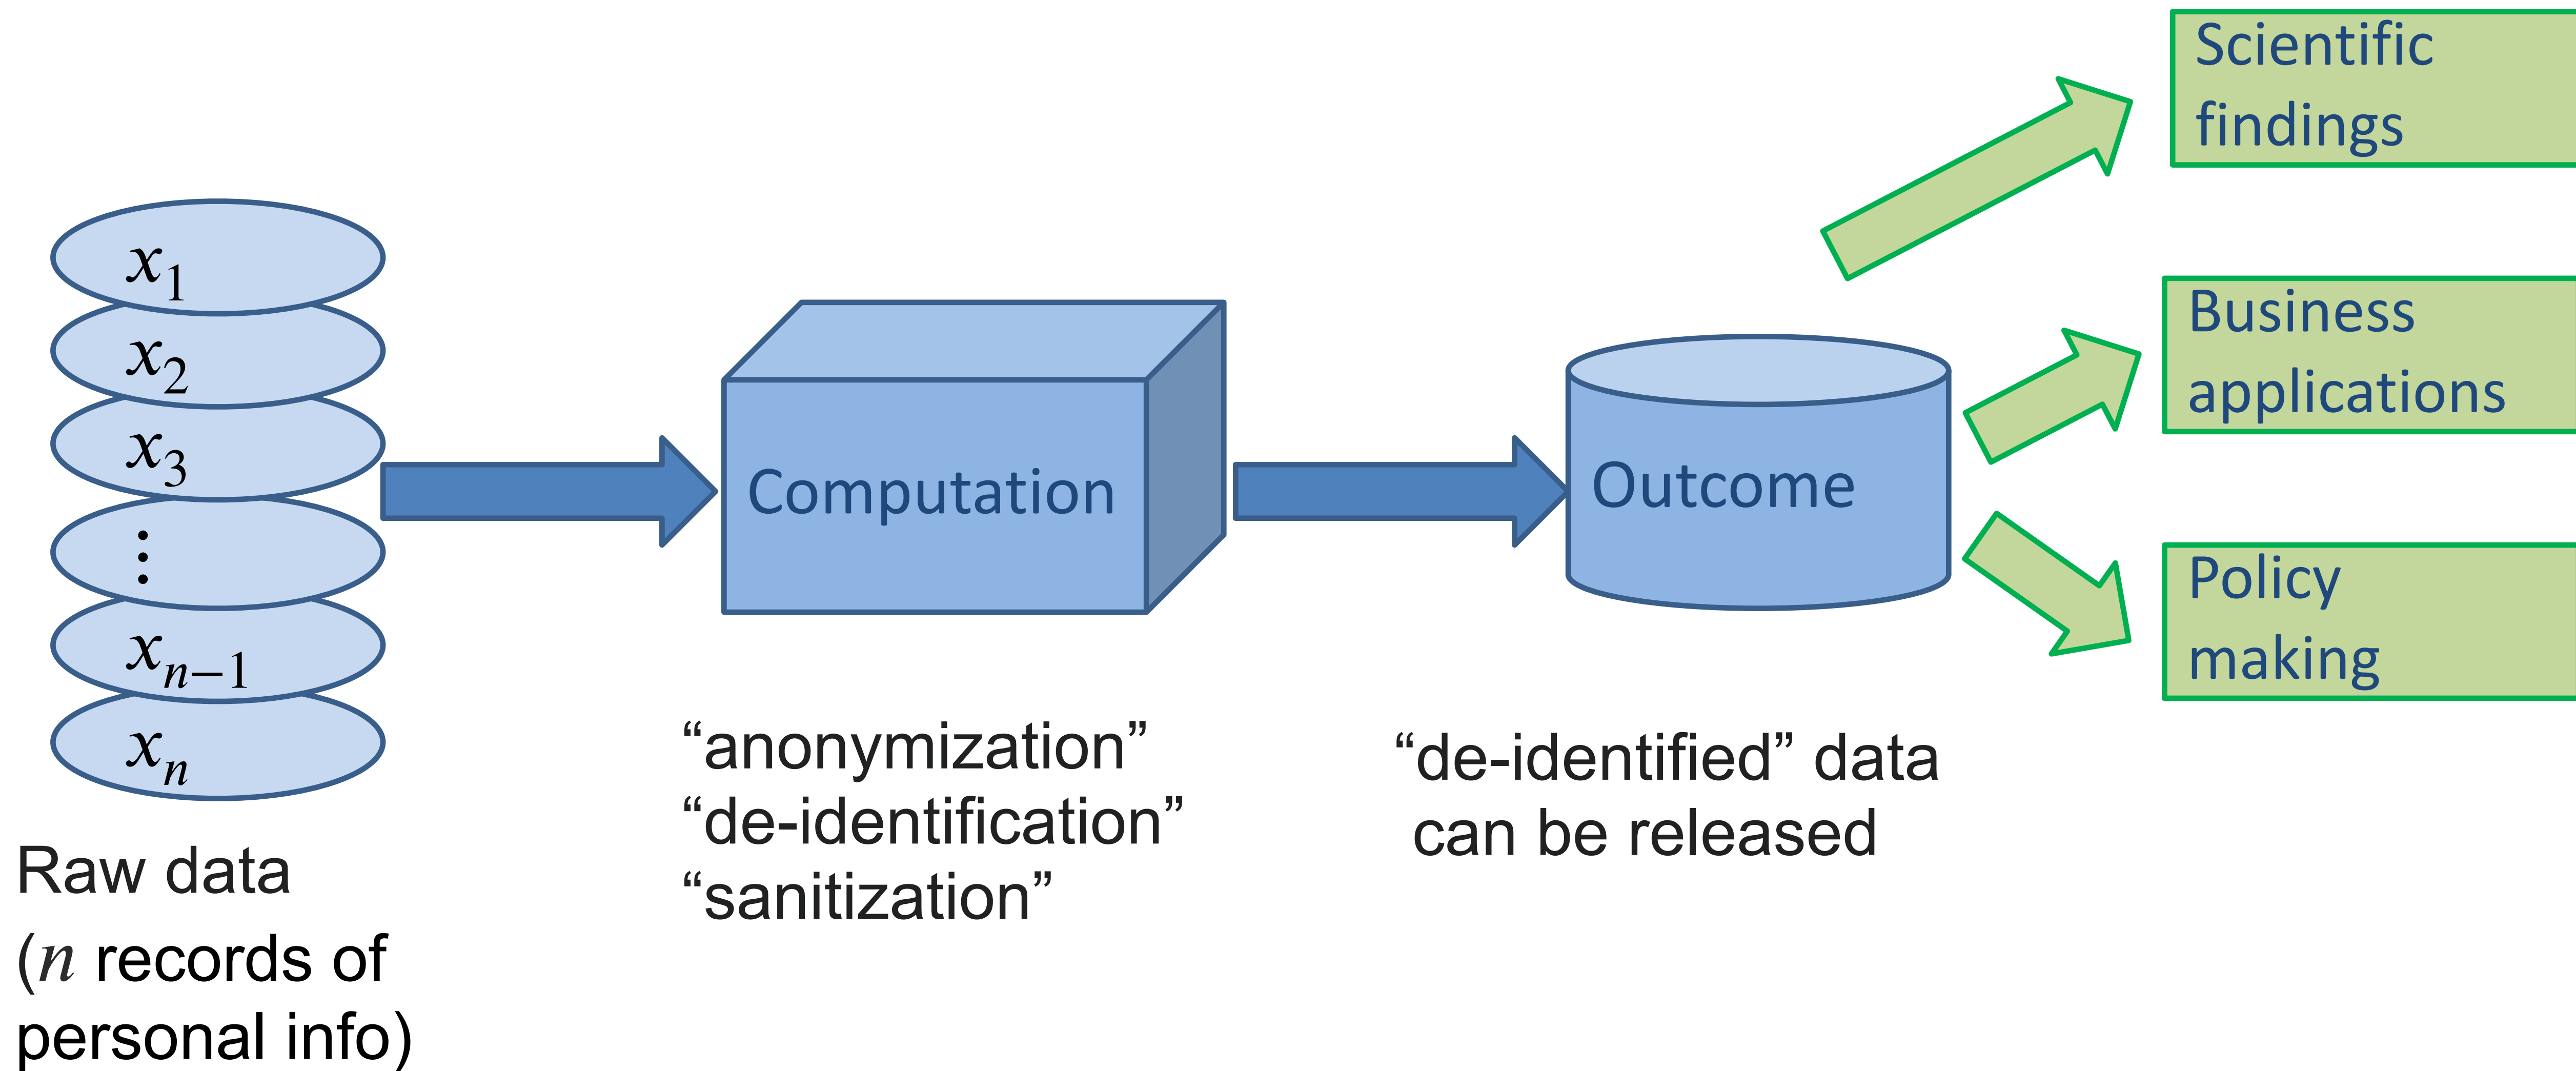 x₁
x₂
x₃
⋮
xₙ₋₁
xₙ
Raw data
(n records of
personal info)
Computation
“anonymization”
“de-identification”
“sanitization”
Outcome
“de-identified” data
can be released
Scientific
findings
Business
applications
Policy
making